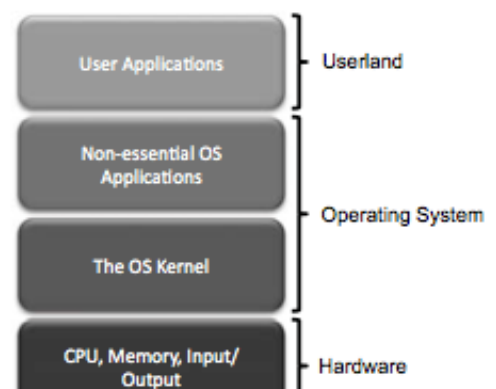 User Applications
Userland
Non-essential OS
Applications
Operating System
The OS Kernel
CPU, Memory, Input/
Output
Hardware